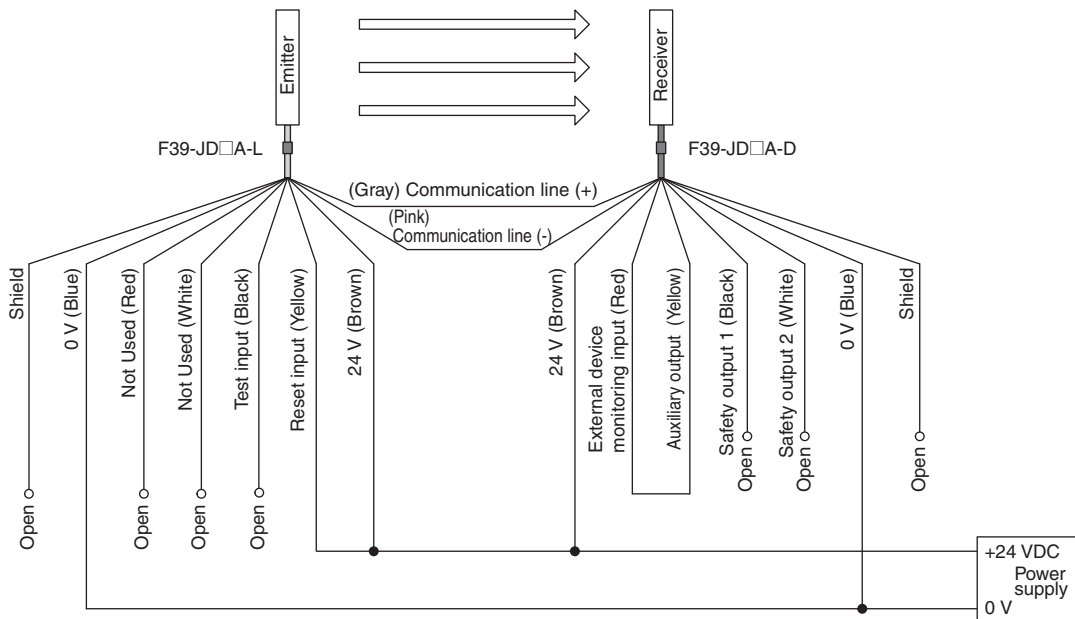 Emitter
Receiver
F39-JD□A-L
F39-JD□A-D
(Gray) Communication line (+)
(Pink)
Communication line (-)
Shield
0 V (Blue)
Not Used (Red)
Not Used (White)
Test input (Black)
Reset input (Yellow)
24 V (Brown)
24 V (Brown)
External device
monitoring input (Red)
Auxiliary output (Yellow)
Safety output 1 (Black)
Safety output 2 (White)
0 V (Blue)
Shield
Open
Open
Open
Open
Open
Open
Open
+24 VDC
Power
supply
0 V